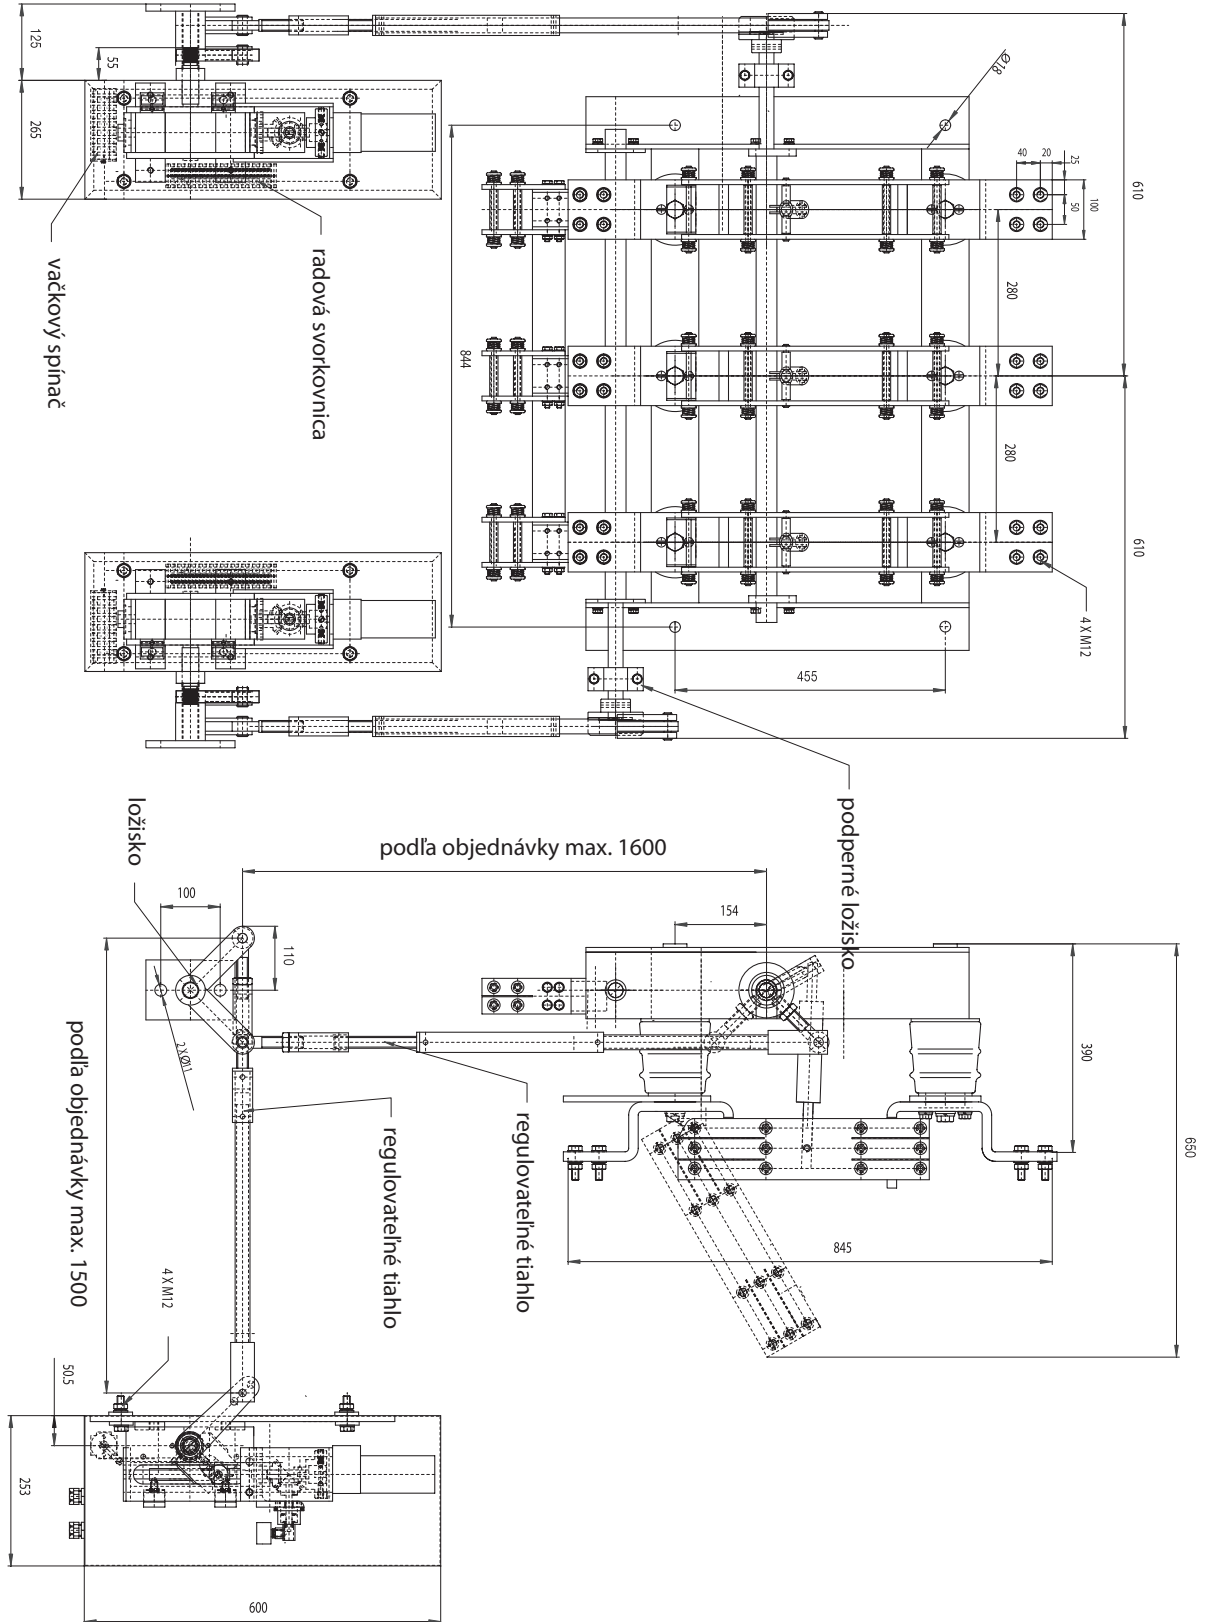 125
55
265
vačkový spínač
radová svorkovnica
844
Ø18
40
20
25
50
100
610
280
280
610
4 X M12
455
podperné ložisko
ložisko
podľa objednávky max. 1600
100
110
154
2 X Ø11
podľa objednávky max. 1500
regulovateľné tiahlo
regulovateľné tiahlo
390
650
845
4 X M12
50.5
253
600